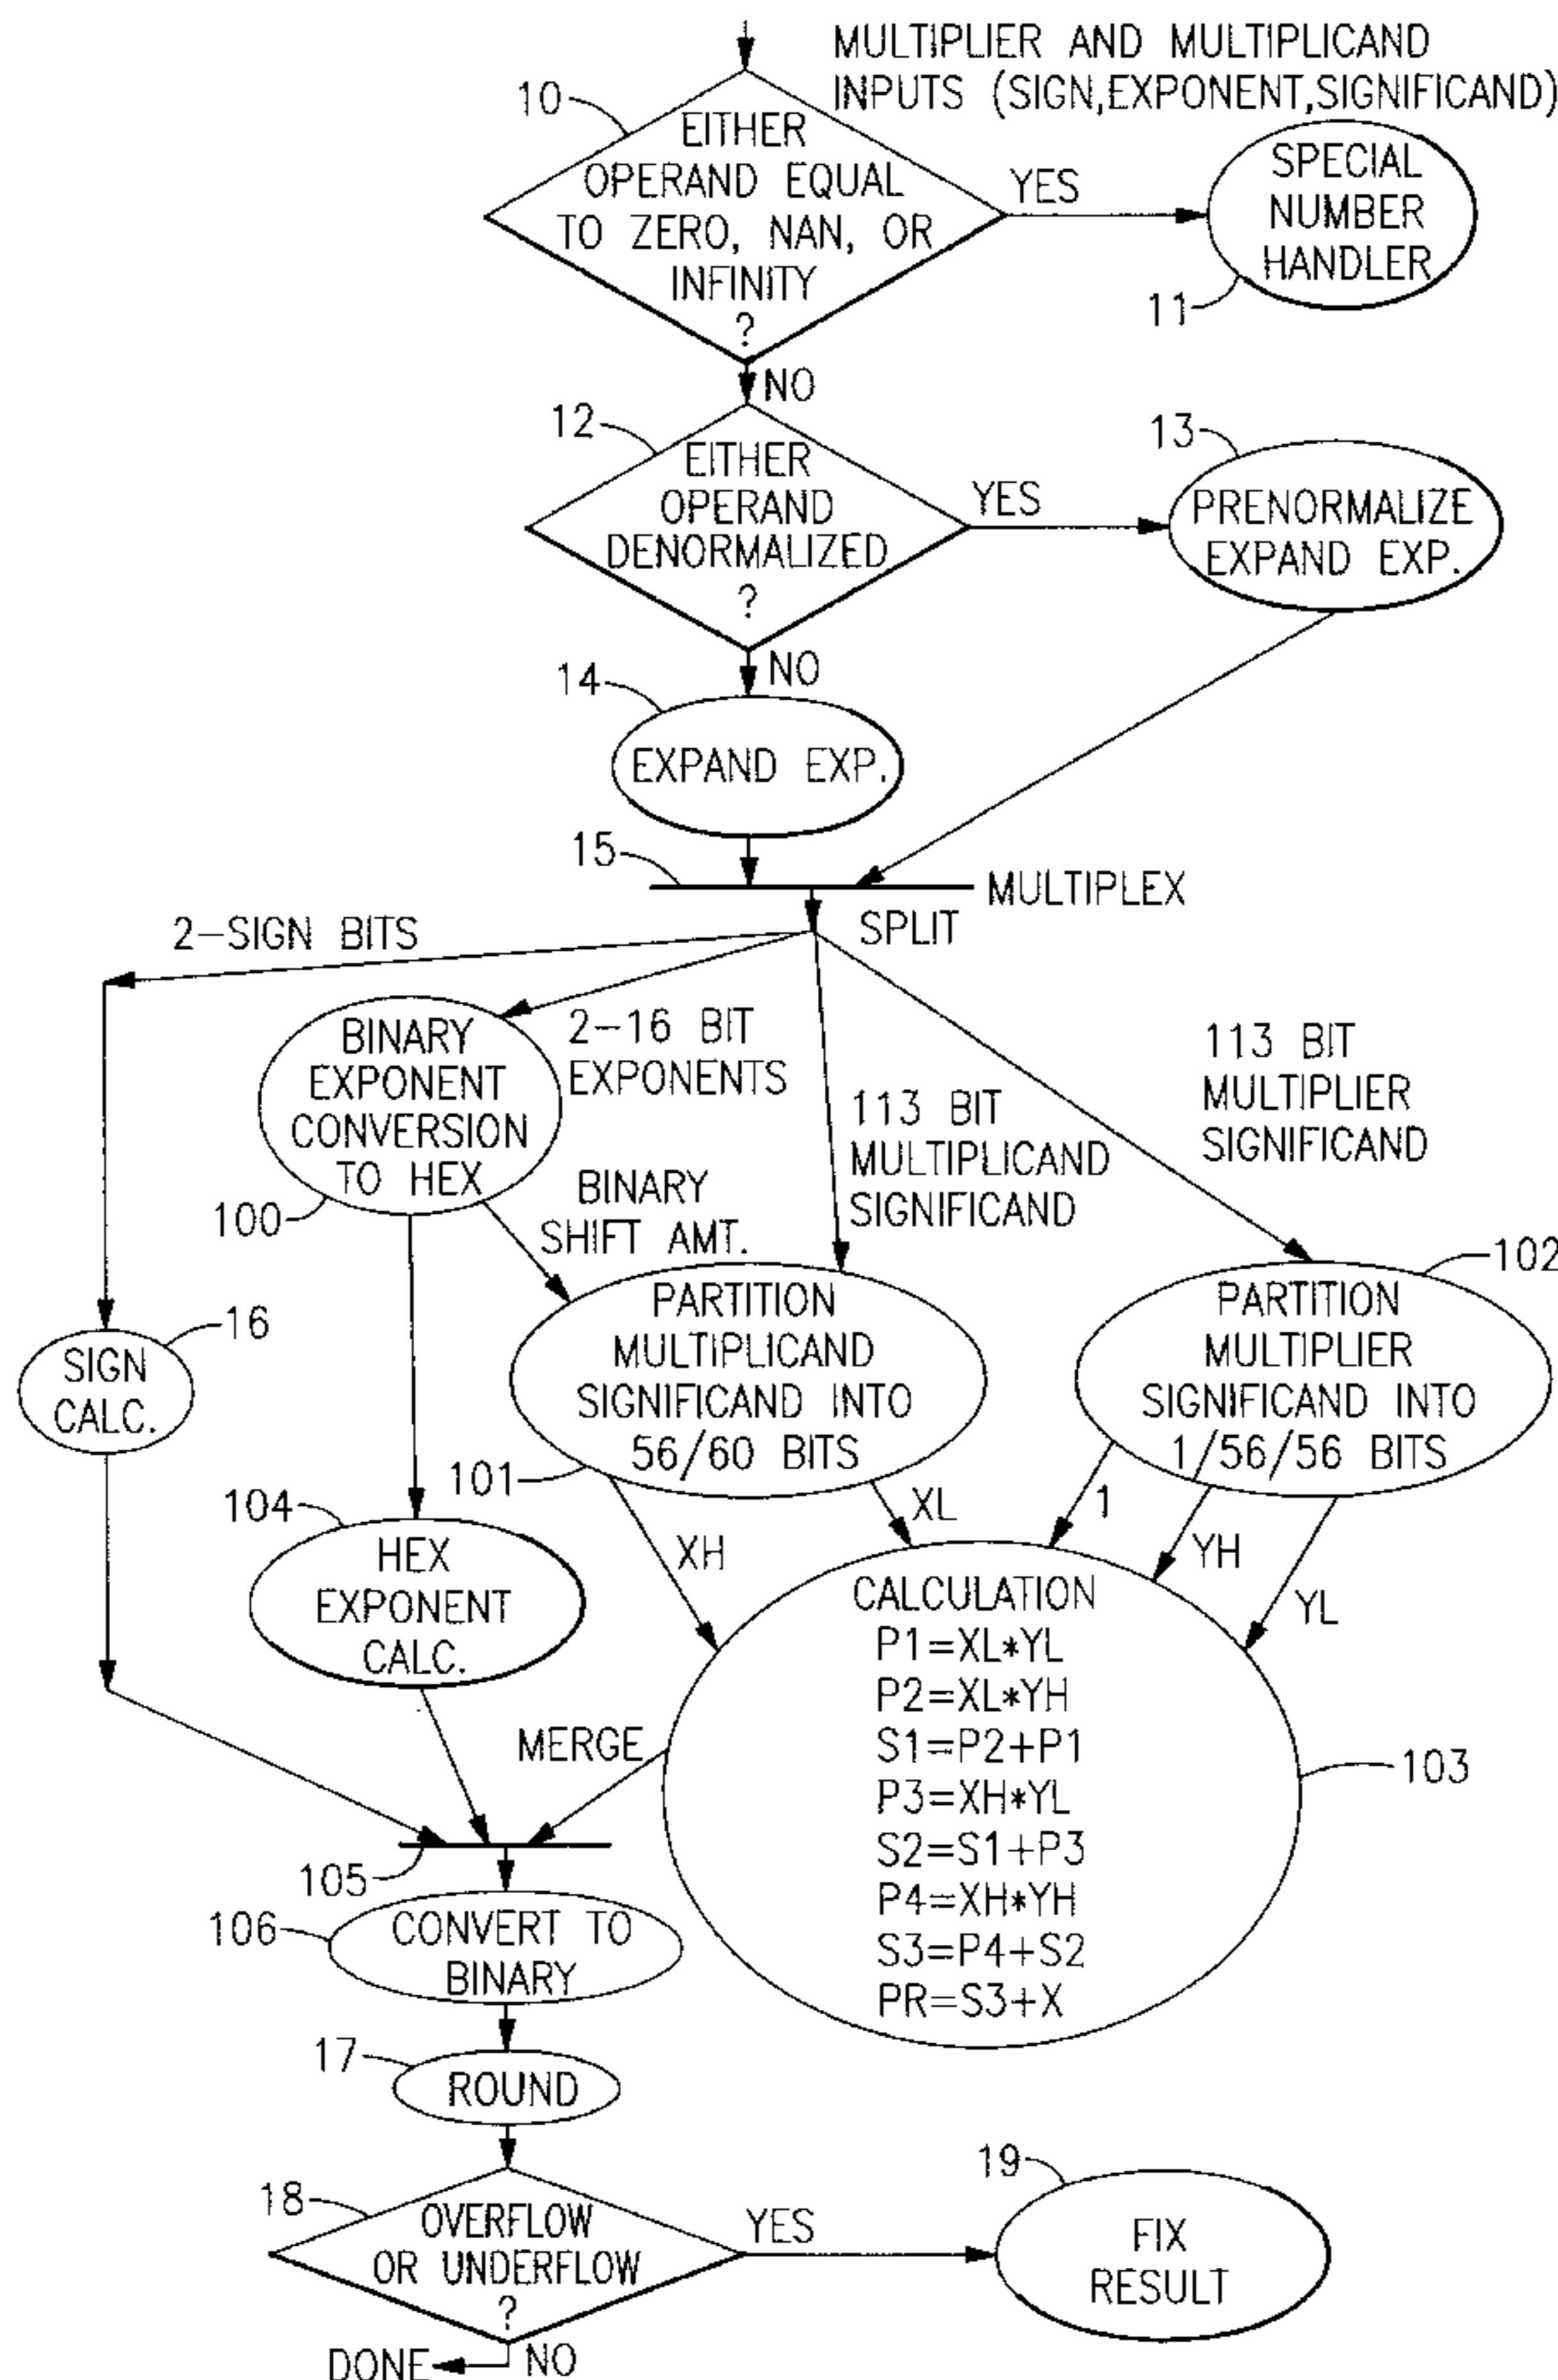 MULTIPLIER AND MULTIPLICAND
INPUTS (SIGN,EXPONENT,SIGNIFICAND)
10
EITHER
OPERAND EQUAL
TO ZERO, NAN, OR
INFINITY
?
YES
SPECIAL
NUMBER
HANDLER
11
NO
12
EITHER
OPERAND
DENORMALIZED
?
YES
13
PRENORMALIZE
EXPAND EXP.
NO
14
EXPAND EXP.
15
MULTIPLEX
SPLIT
2-SIGN BITS
BINARY
EXPONENT
CONVERSION
TO HEX
100
2-16 BIT
EXPONENTS
113 BIT
MULTIPLICAND
SIGNIFICAND
113 BIT
MULTIPLIER
SIGNIFICAND
BINARY
SHIFT AMT.
102
16
SIGN
CALC.
PARTITION
MULTIPLICAND
SIGNIFICAND INTO
56/60 BITS
101
PARTITION
MULTIPLIER
SIGNIFICAND INTO
1/56/56 BITS
104
HEX
EXPONENT
CALC.
XH
XL
1
YH
YL
CALCULATION
P1=XL*YL
P2=XL*YH
S1=P2+P1
P3=XH*YL
S2=S1+P3
P4=XH*YH
S3=P4+S2
PR=S3+X
103
MERGE
105
106
CONVERT TO
BINARY
17
ROUND
18
OVERFLOW
OR UNDERFLOW
?
YES
19
FIX
RESULT
DONE
NO